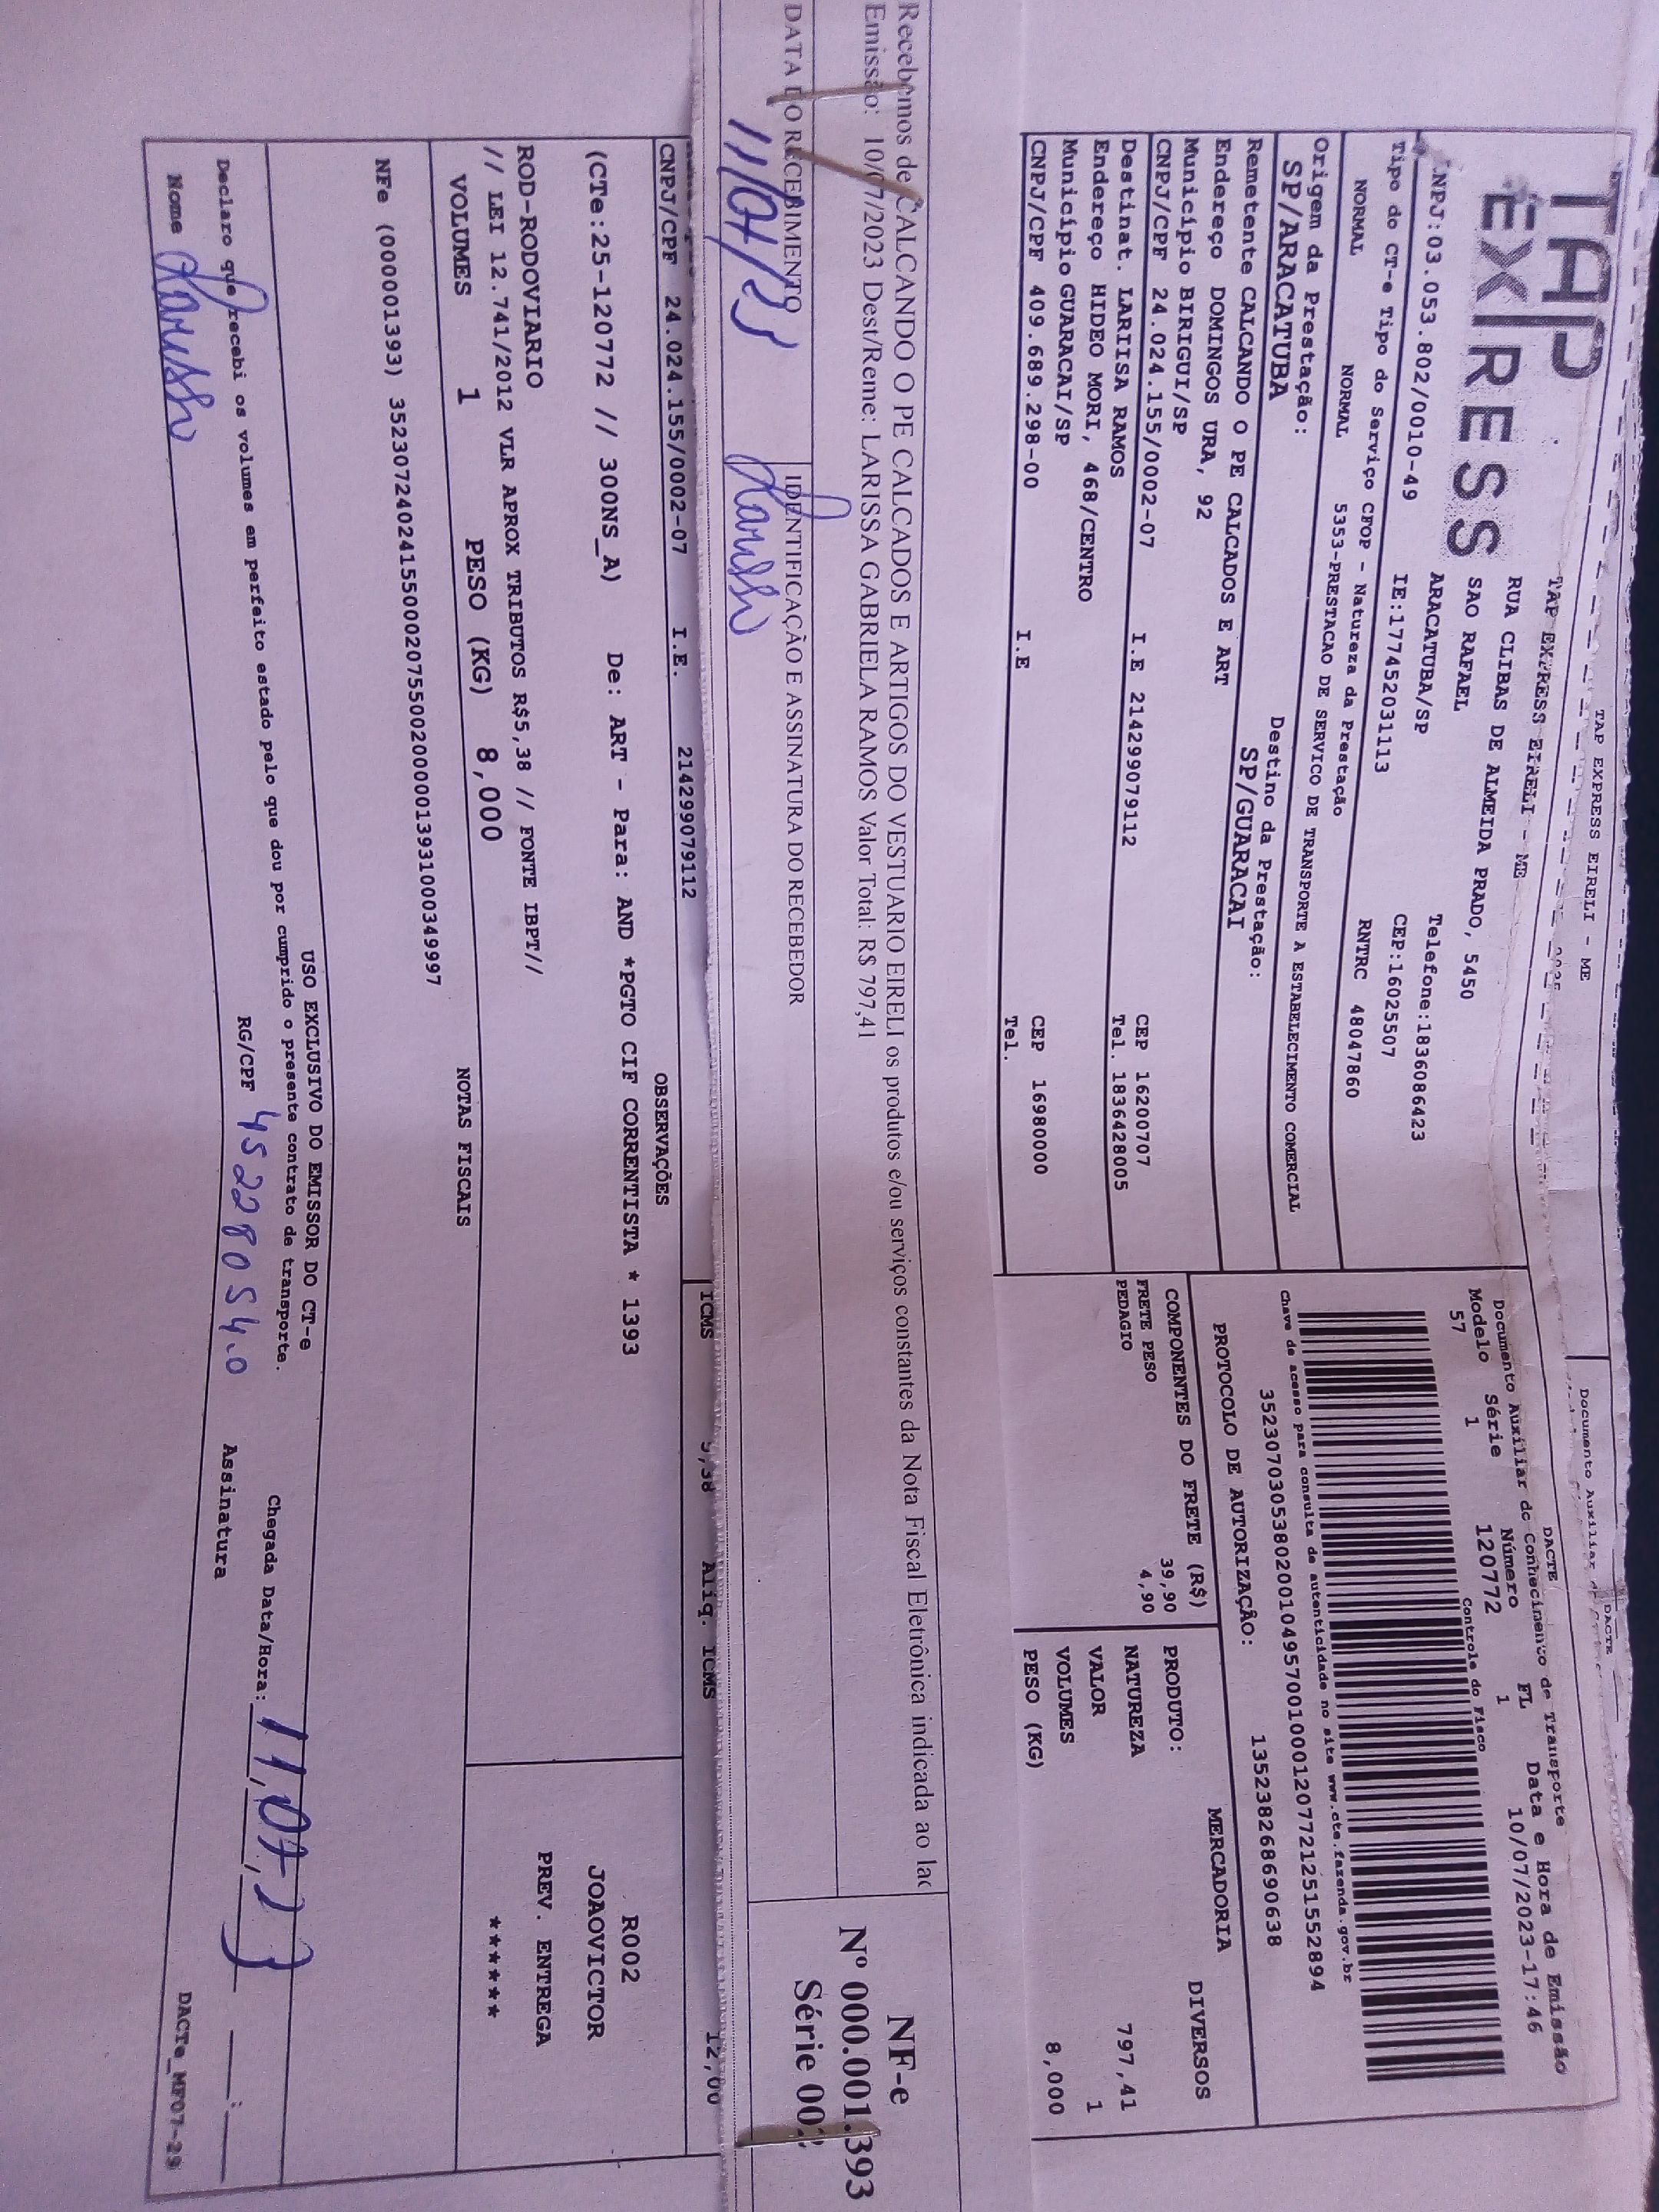 TAP EXPRESS EIRELI - ME
Documento Auxiliar
DACTE
TAP
EXPRESS
TAP EXPRESS EIRELI - ME
RUA CLIBAS DE ALMEIDA PRADO, 5450
SAO RAFAEL
ARACATUBA/SP
Telefone:1836086423
CNPJ:03.053.802/0010-49
IE:177452031113
CEP:16025507
Tipo do CT-e Tipo do Serviço CFOP - Natureza da Prestação
RNTRC 48047860
NORMAL NORMAL 5353-PRESTACAO DE SERVICO DE TRANSPORTE A ESTABELECIMENTO COMERCIAL
Origem da Prestação:
SP/ARACATUBA
Destino da Prestação:
SP/GUARACAI
DACTE
Documento Auxiliar do Conhecimento de Transporte
Modelo Série Número FL Data e Hora de Emissão
57 1 120772 1 10/07/2023-17:46
Controle do Fisco
Chave de acesso para consulta de autenticidade no site www.cte.fazenda.gov.br
35230703053802001049570010001207721251552894
PROTOCOLO DE AUTORIZAÇÃO: 135238268690638
Remetente CALCANDO O PE CALCADOS E ART
Endereço DOMINGOS URA, 92
Município BIRIGUI/SP
CEP 16200707
CNPJ/CPF 24.024.155/0002-07 I.E 214299079112
Tel. 1836428005
Destinat. LARIISA RAMOS
Endereço HIDEO MORI, 468/CENTRO
Município GUARACAI/SP
CEP 16980000
CNPJ/CPF 409.689.298-00 I.E
Tel.
COMPONENTES DO FRETE (R$)
FRETE PESO 39,90
PEDAGIO 4,90
MERCADORIA
PRODUTO: DIVERSOS
NATUREZA
VALOR 797,41
VOLUMES 1
PESO (KG) 8,000
Recebemos de CALCANDO O PE CALCADOS E ARTIGOS DO VESTUARIO EIRELI os produtos e/ou serviços constantes da Nota Fiscal Eletrônica indicada ao lad
Emissão: 10/07/2023 Dest/Reme: LARISSA GABRIELA RAMOS Valor Total: R$ 797,41
DATA DO RECEBIMENTO
IDENTIFICAÇÃO E ASSINATURA DO RECEBEDOR
11/07/23
NF-e
Nº 000.001.393
Série 002
CNPJ/CPF 24.024.155/0002-07 I.E. 214299079112
ICMS 5,38 Aliq. ICMS 12,00
OBSERVAÇÕES
(CTe:25-120772 // 300NS_A) De: ART - Para: AND *PGTO CIF CORRENTISTA * 1393
R002
JOAOVICTOR
PREV. ENTREGA
******
ROD-RODOVIARIO
// LEI 12.741/2012 VLR APROX TRIBUTOS R$5,38 // FONTE IBPT//
VOLUMES 1 PESO (KG) 8,000
NOTAS FISCAIS
NFe (000001393) 35230724024155000207550020000013931000349997
USO EXCLUSIVO DO EMISSOR DO CT-e
Declaro que recebi os volumes em perfeito estado pelo que dou por cumprido o presente contrato de transporte.
Chegada Data/Hora: 11,07,23 ____:____
Nome
RG/CPF 45228054.0
Assinatura
DACTe_MF07-29